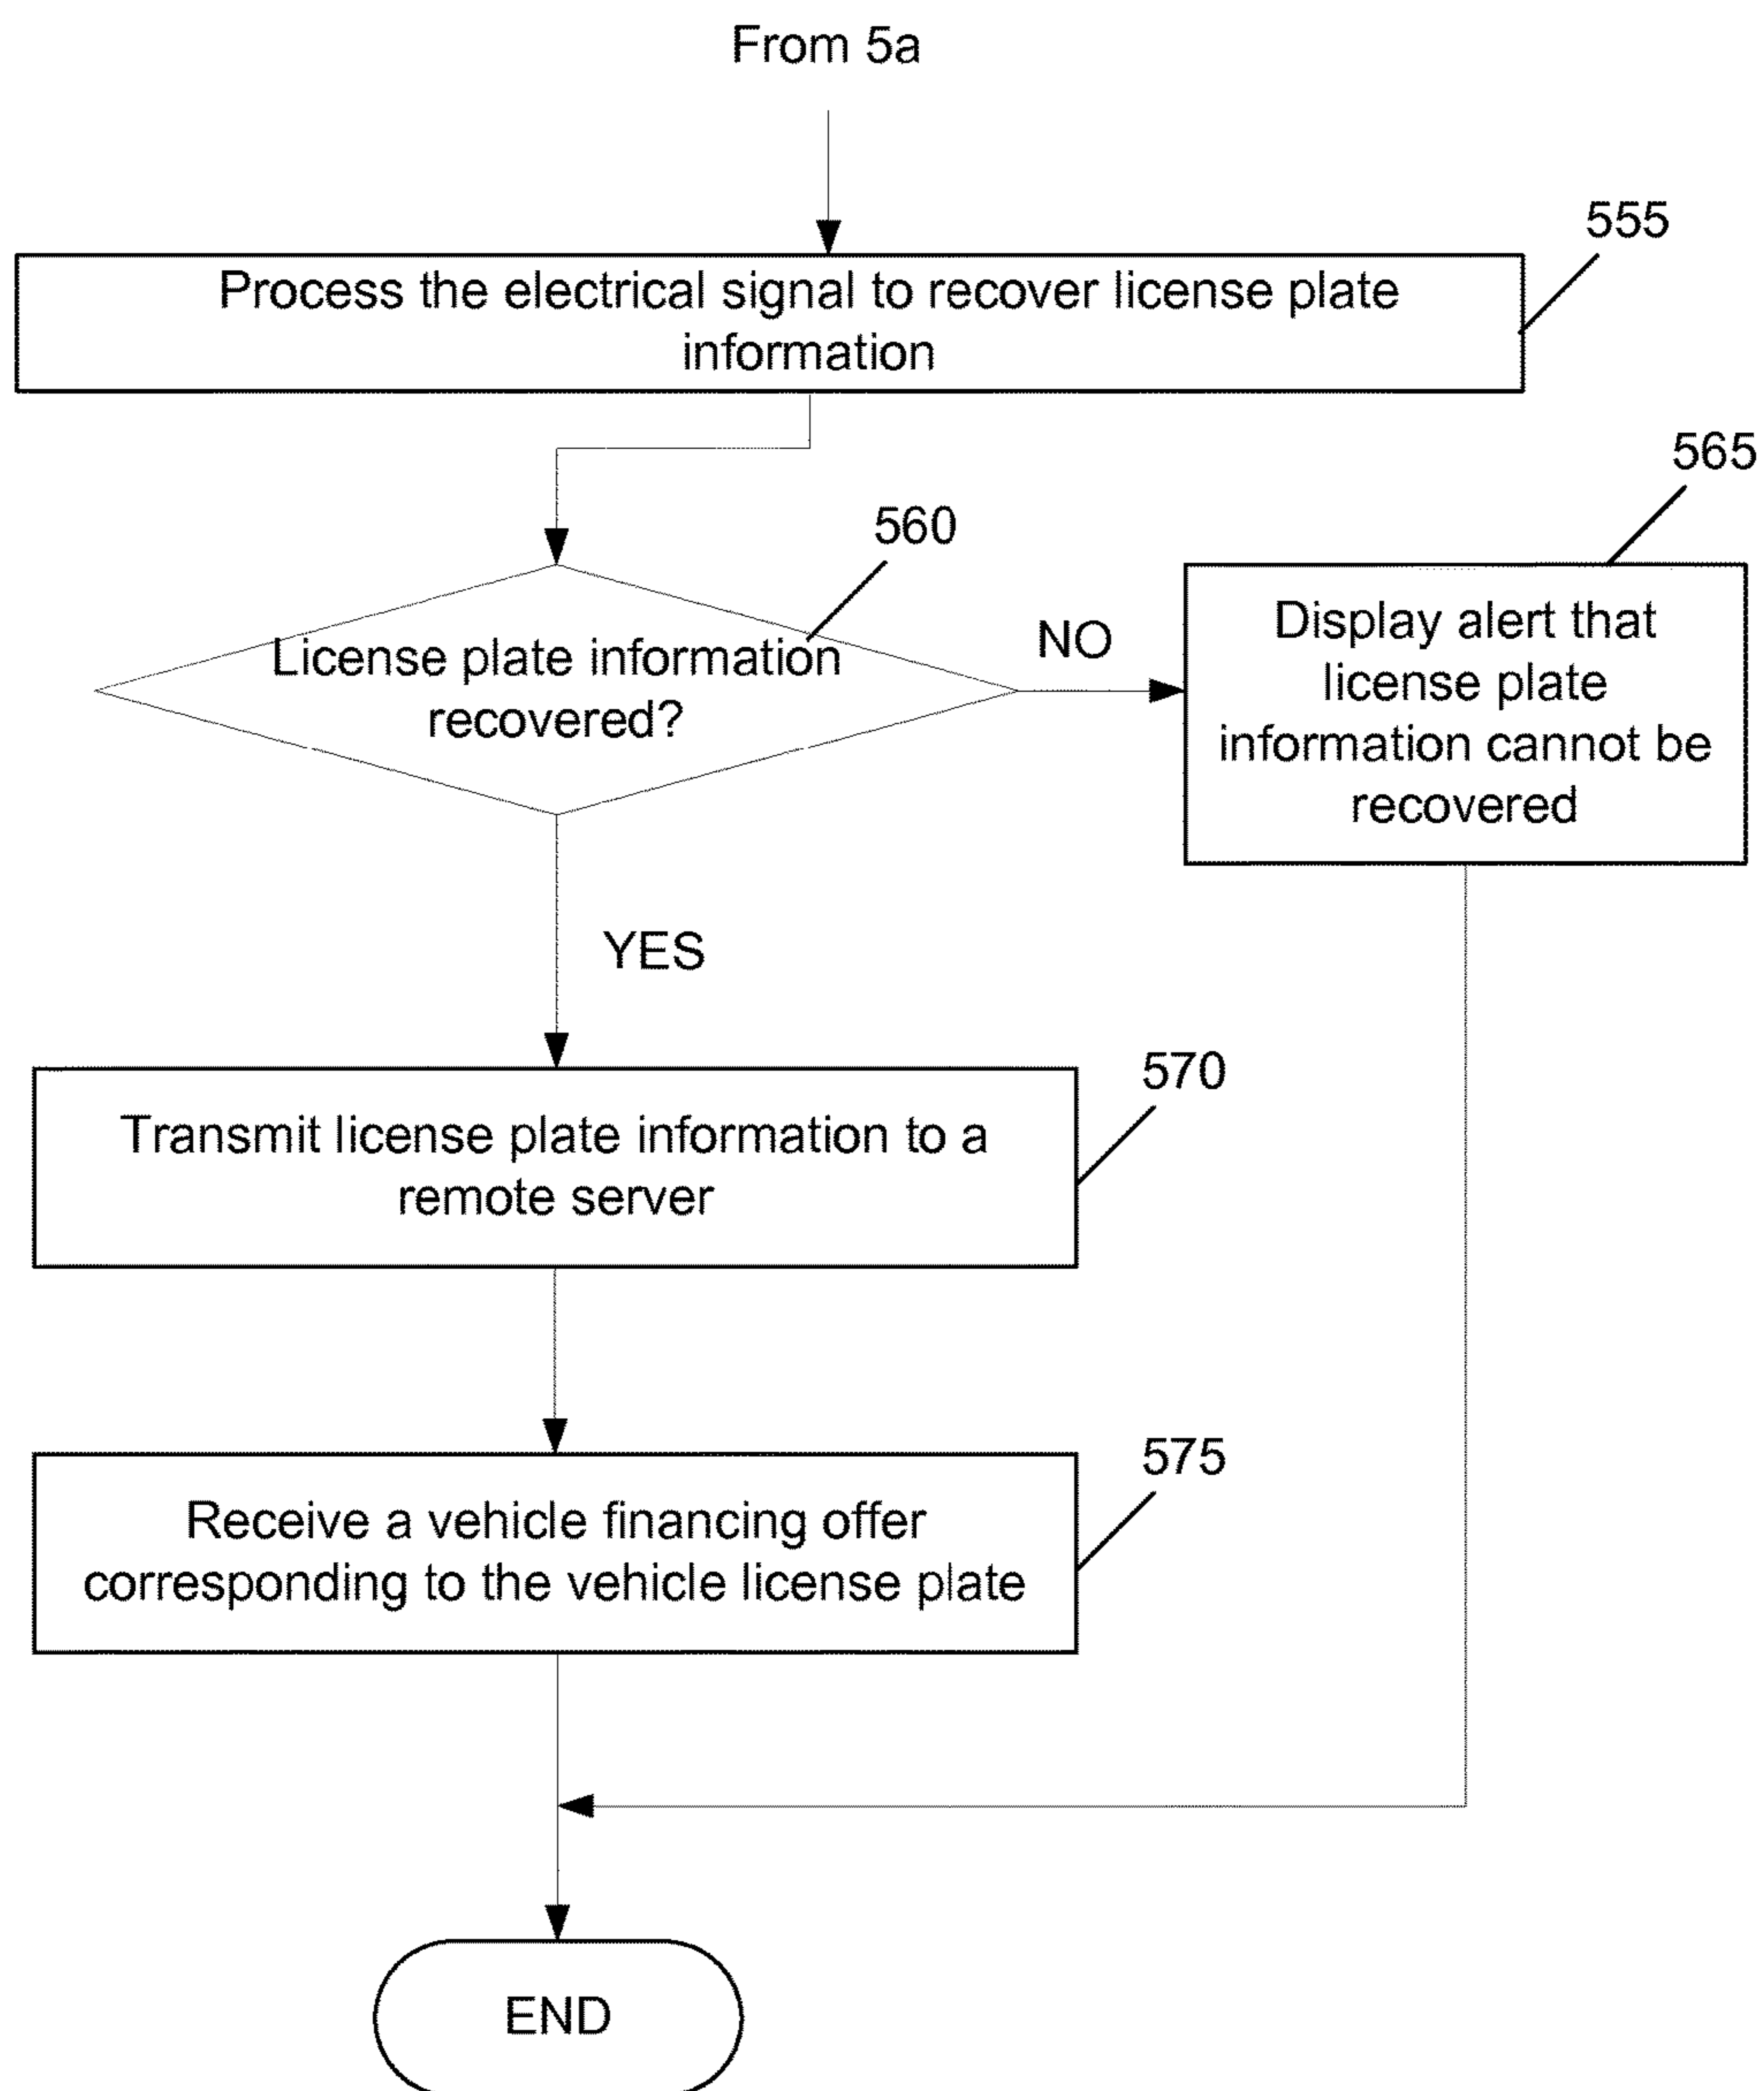 From 5a
555
Process the electrical signal to recover license plate
information
565
560
License plate information
recovered?
NO
Display alert that
license plate
information cannot be
recovered
YES
570
Transmit license plate information to a
remote server
575
Receive a vehicle financing offer
corresponding to the vehicle license plate
END